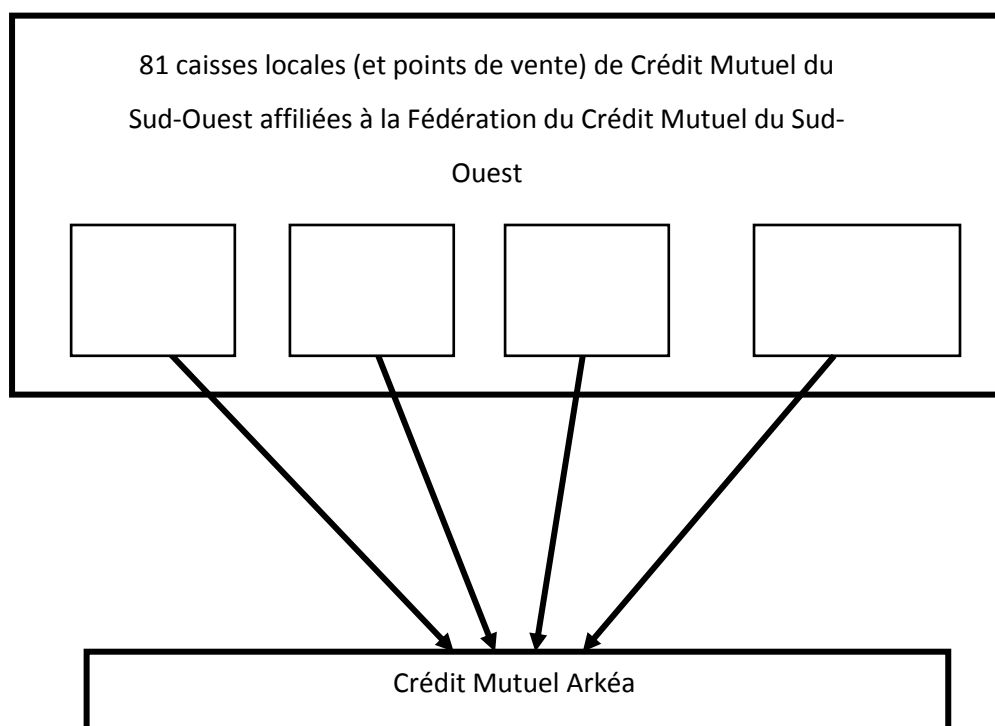 81 caisses locales (et points de vente) de Crédit Mutuel du
Sud-Ouest affiliées à la Fédération du Crédit Mutuel du Sud-
Ouest
Crédit Mutuel Arkéa